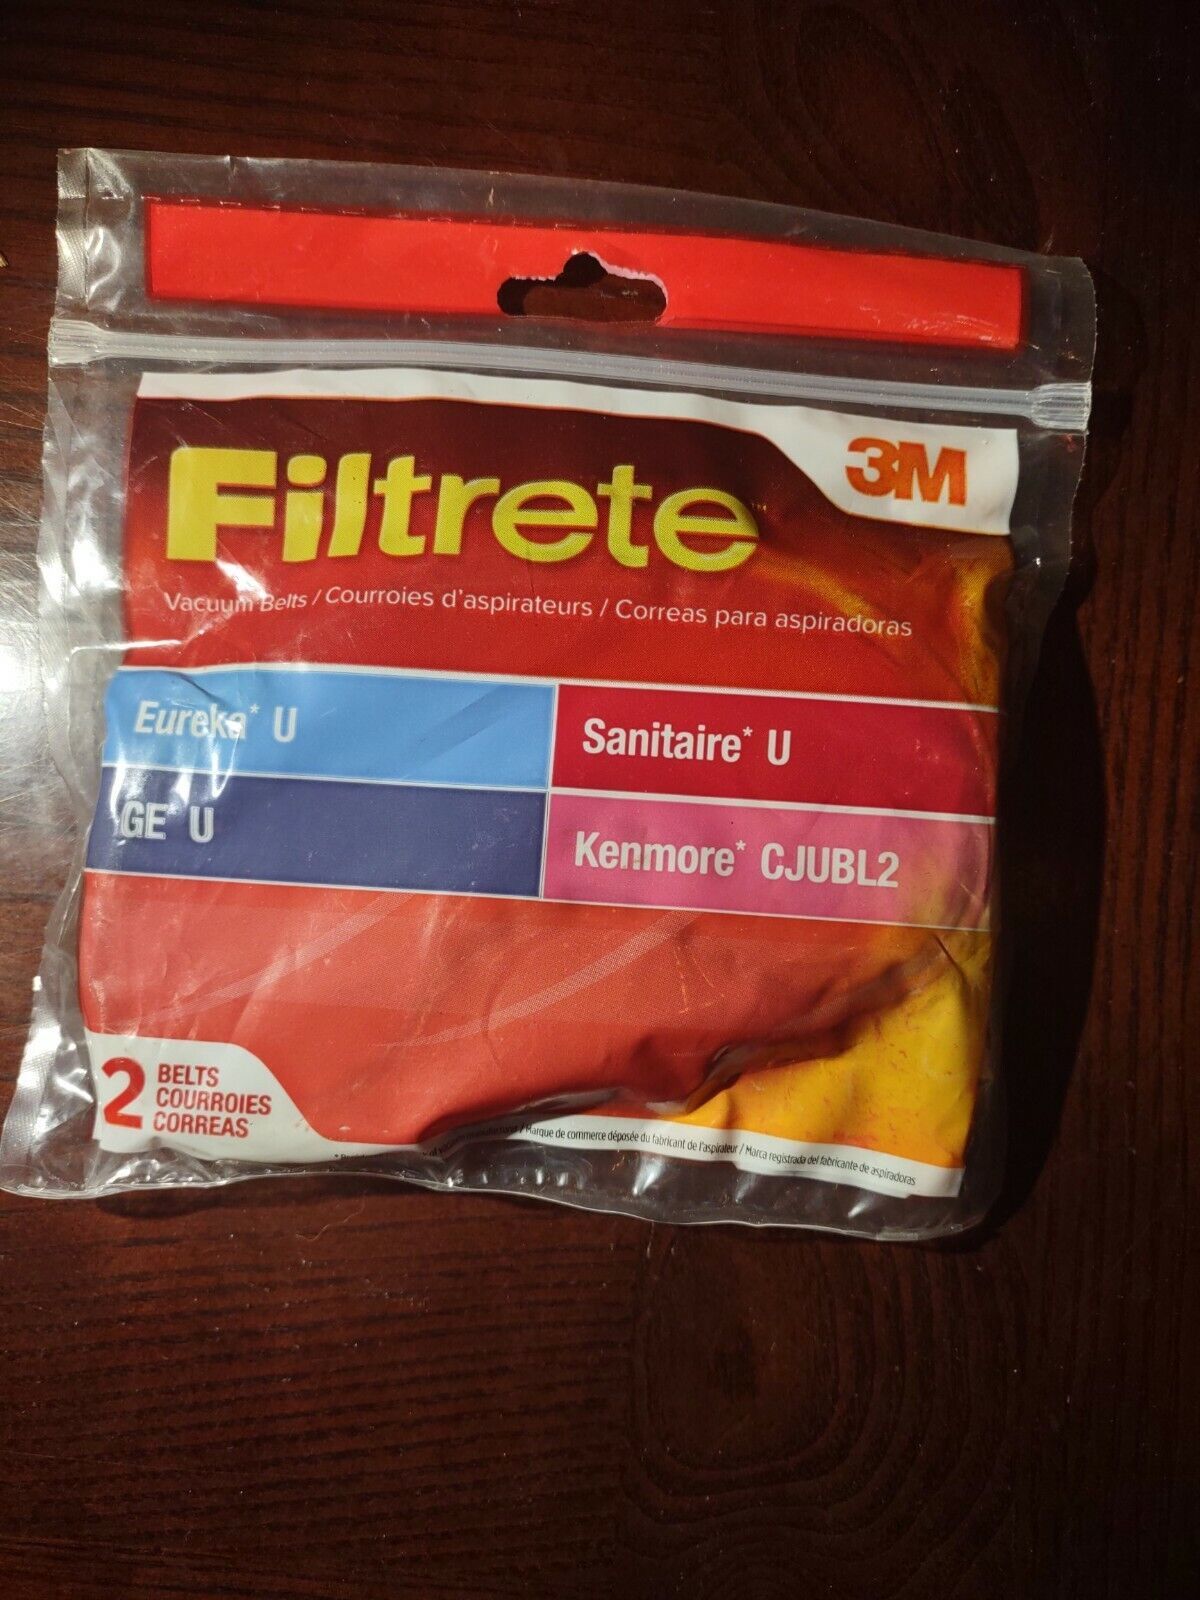 3M
Filtrete™
Vacuum Belts / Courroies d'aspirateurs / Correas para aspiradoras
Eureka* U
Sanitaire* U
GE* U
Kenmore* CJUBL2
2 BELTS
COURROIES
CORREAS
/ Marque de commerce déposée du fabricant de l'aspirateur / Marca registrada del fabricante de aspiradoras